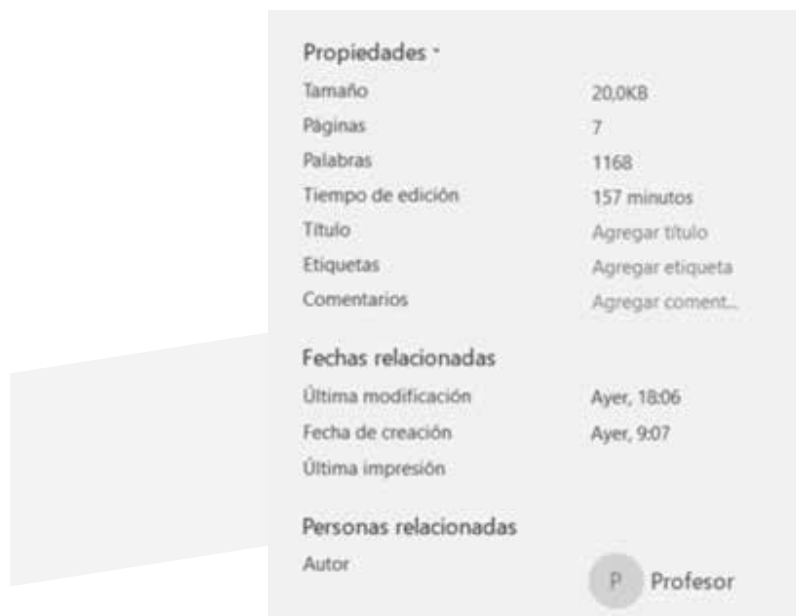 Propiedades
Tamaño 20,0KB
Páginas 7
Palabras 1168
Tiempo de edición 157 minutos
Título Agregar título
Etiquetas Agregar etiqueta
Comentarios Agregar coment...
Fechas relacionadas
Última modificación Ayer, 18:06
Fecha de creación Ayer, 9:07
Última impresión
Personas relacionadas
Autor
P Profesor